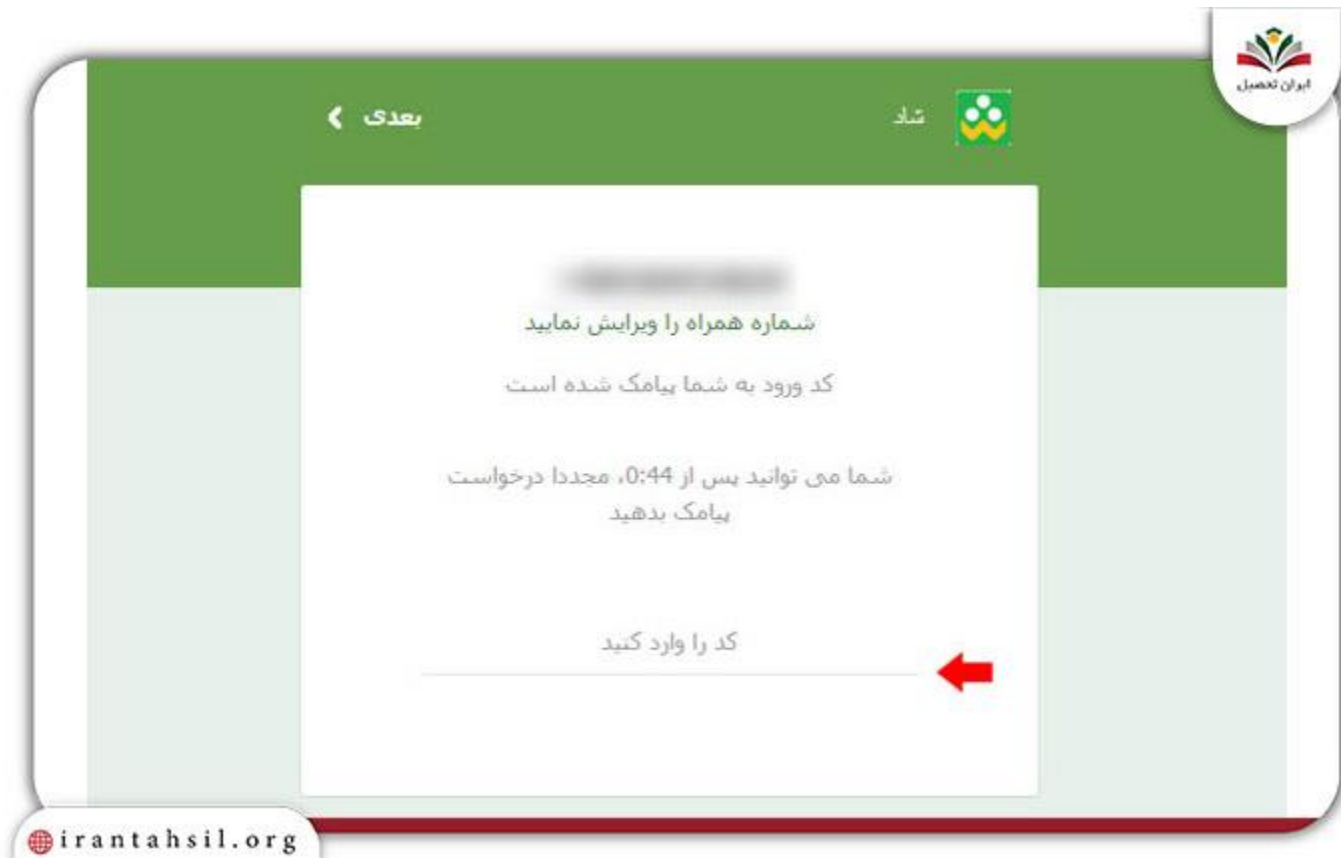 ایران تحصیل
شاد
بعدی
شماره همراه را ویرایش نمایید
کد ورود به شما پیامک شده است
شما می توانید پس از 0:44، مجددا درخواست
پیامک بدهید
کد را وارد کنید
irantahsil.org